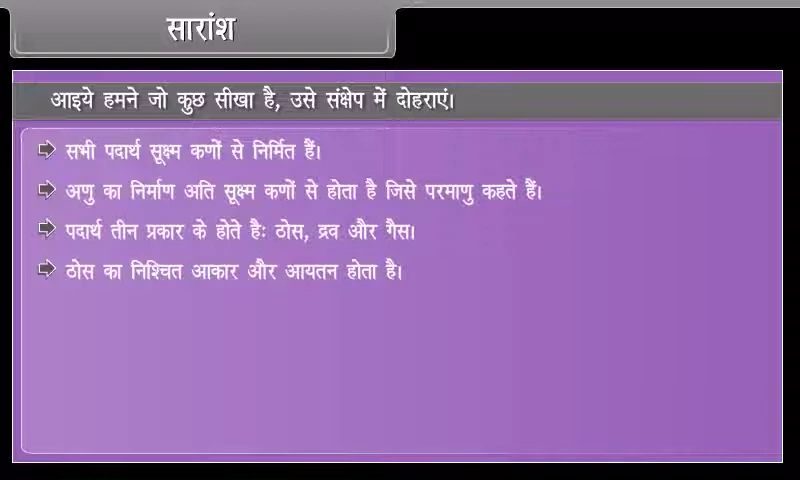 सारांश
आइये हमने जो कुछ सीखा है, उसे संक्षेप में दोहराएं।
सभी पदार्थ सूक्ष्म कणों से निर्मित हैं।
अणु का निर्माण अति सूक्ष्म कणों से होता है जिसे परमाणु कहते हैं।
पदार्थ तीन प्रकार के होते हैः ठोस, द्रव और गैस।
ठोस का निश्चित आकार और आयतन होता है।